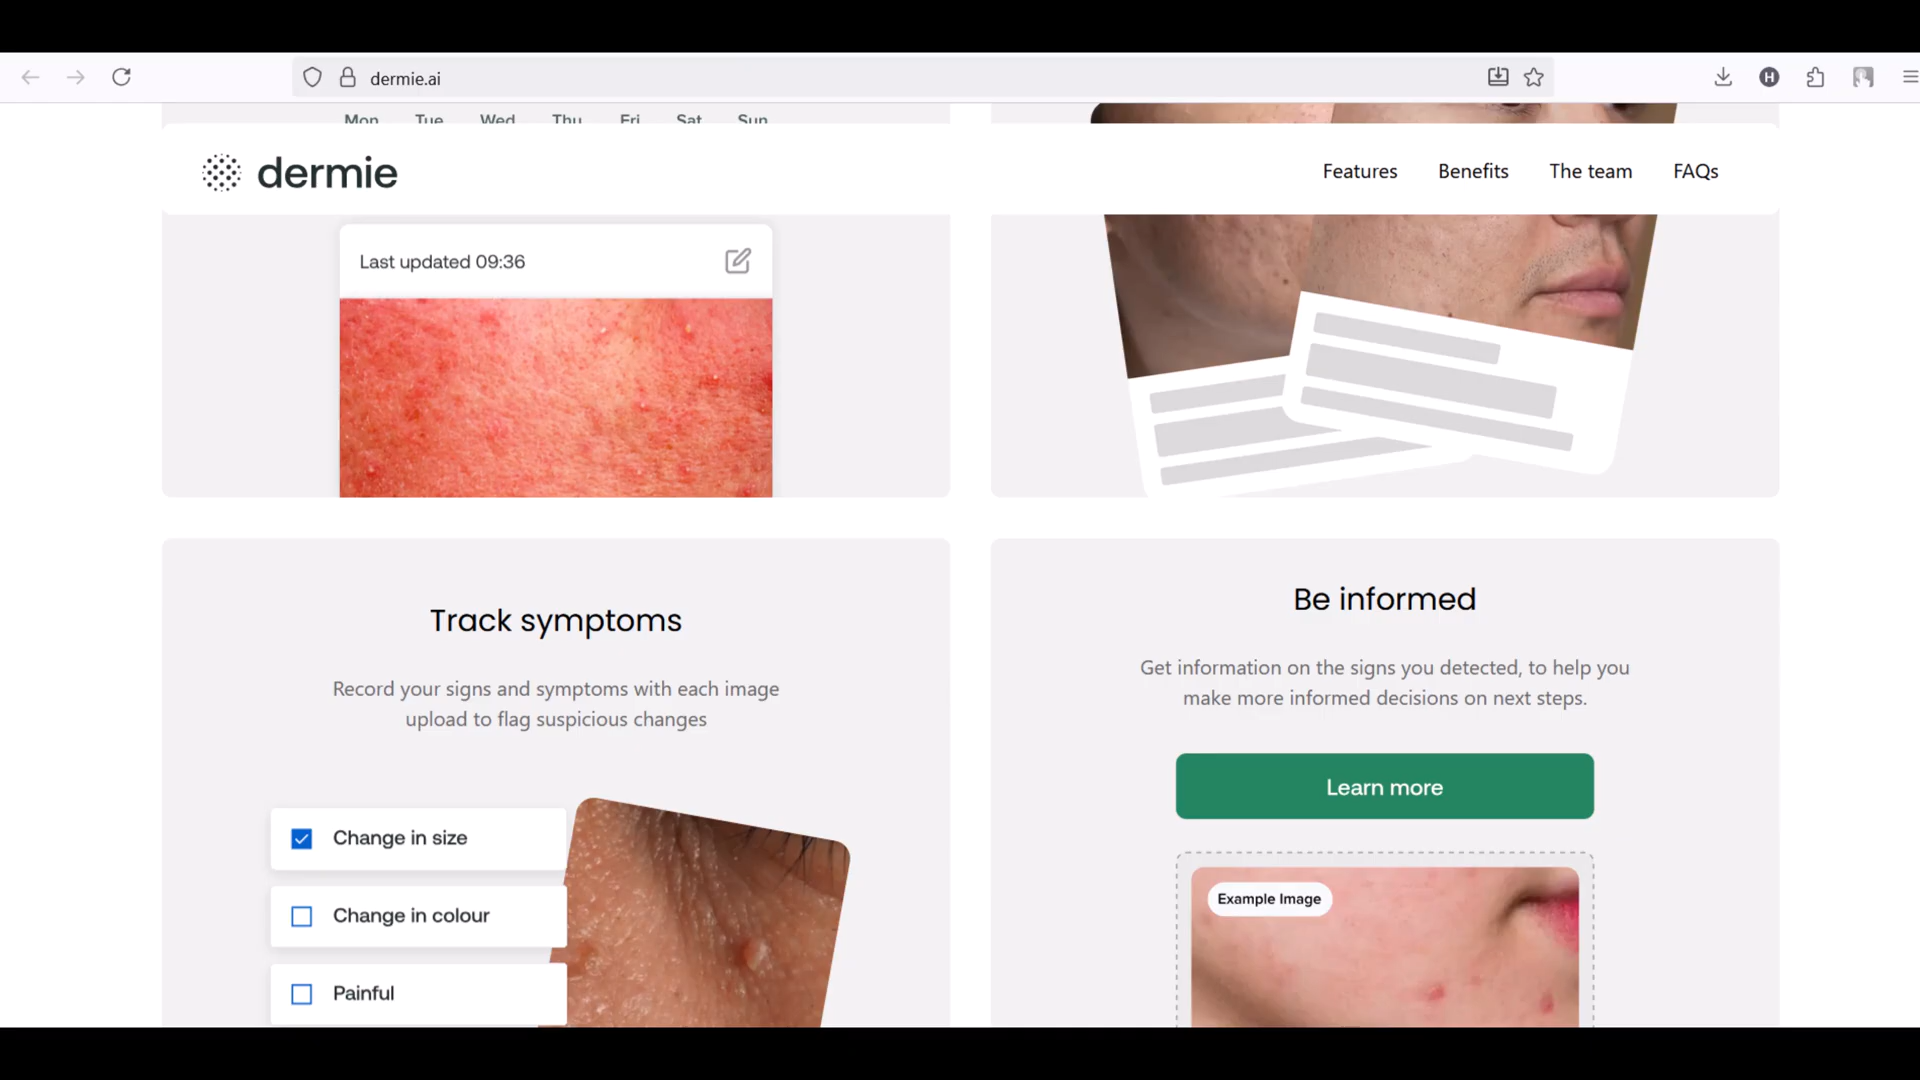 dermie.ai
H
Mon Tue Wed Thu Fri Sat Sun
dermie
Features Benefits The team FAQs
Last updated 09:36
Track symptoms
Record your signs and symptoms with each image
upload to flag suspicious changes
Change in size
Change in colour
Painful
Be informed
Get information on the signs you detected, to help you
make more informed decisions on next steps.
Learn more
Example Image